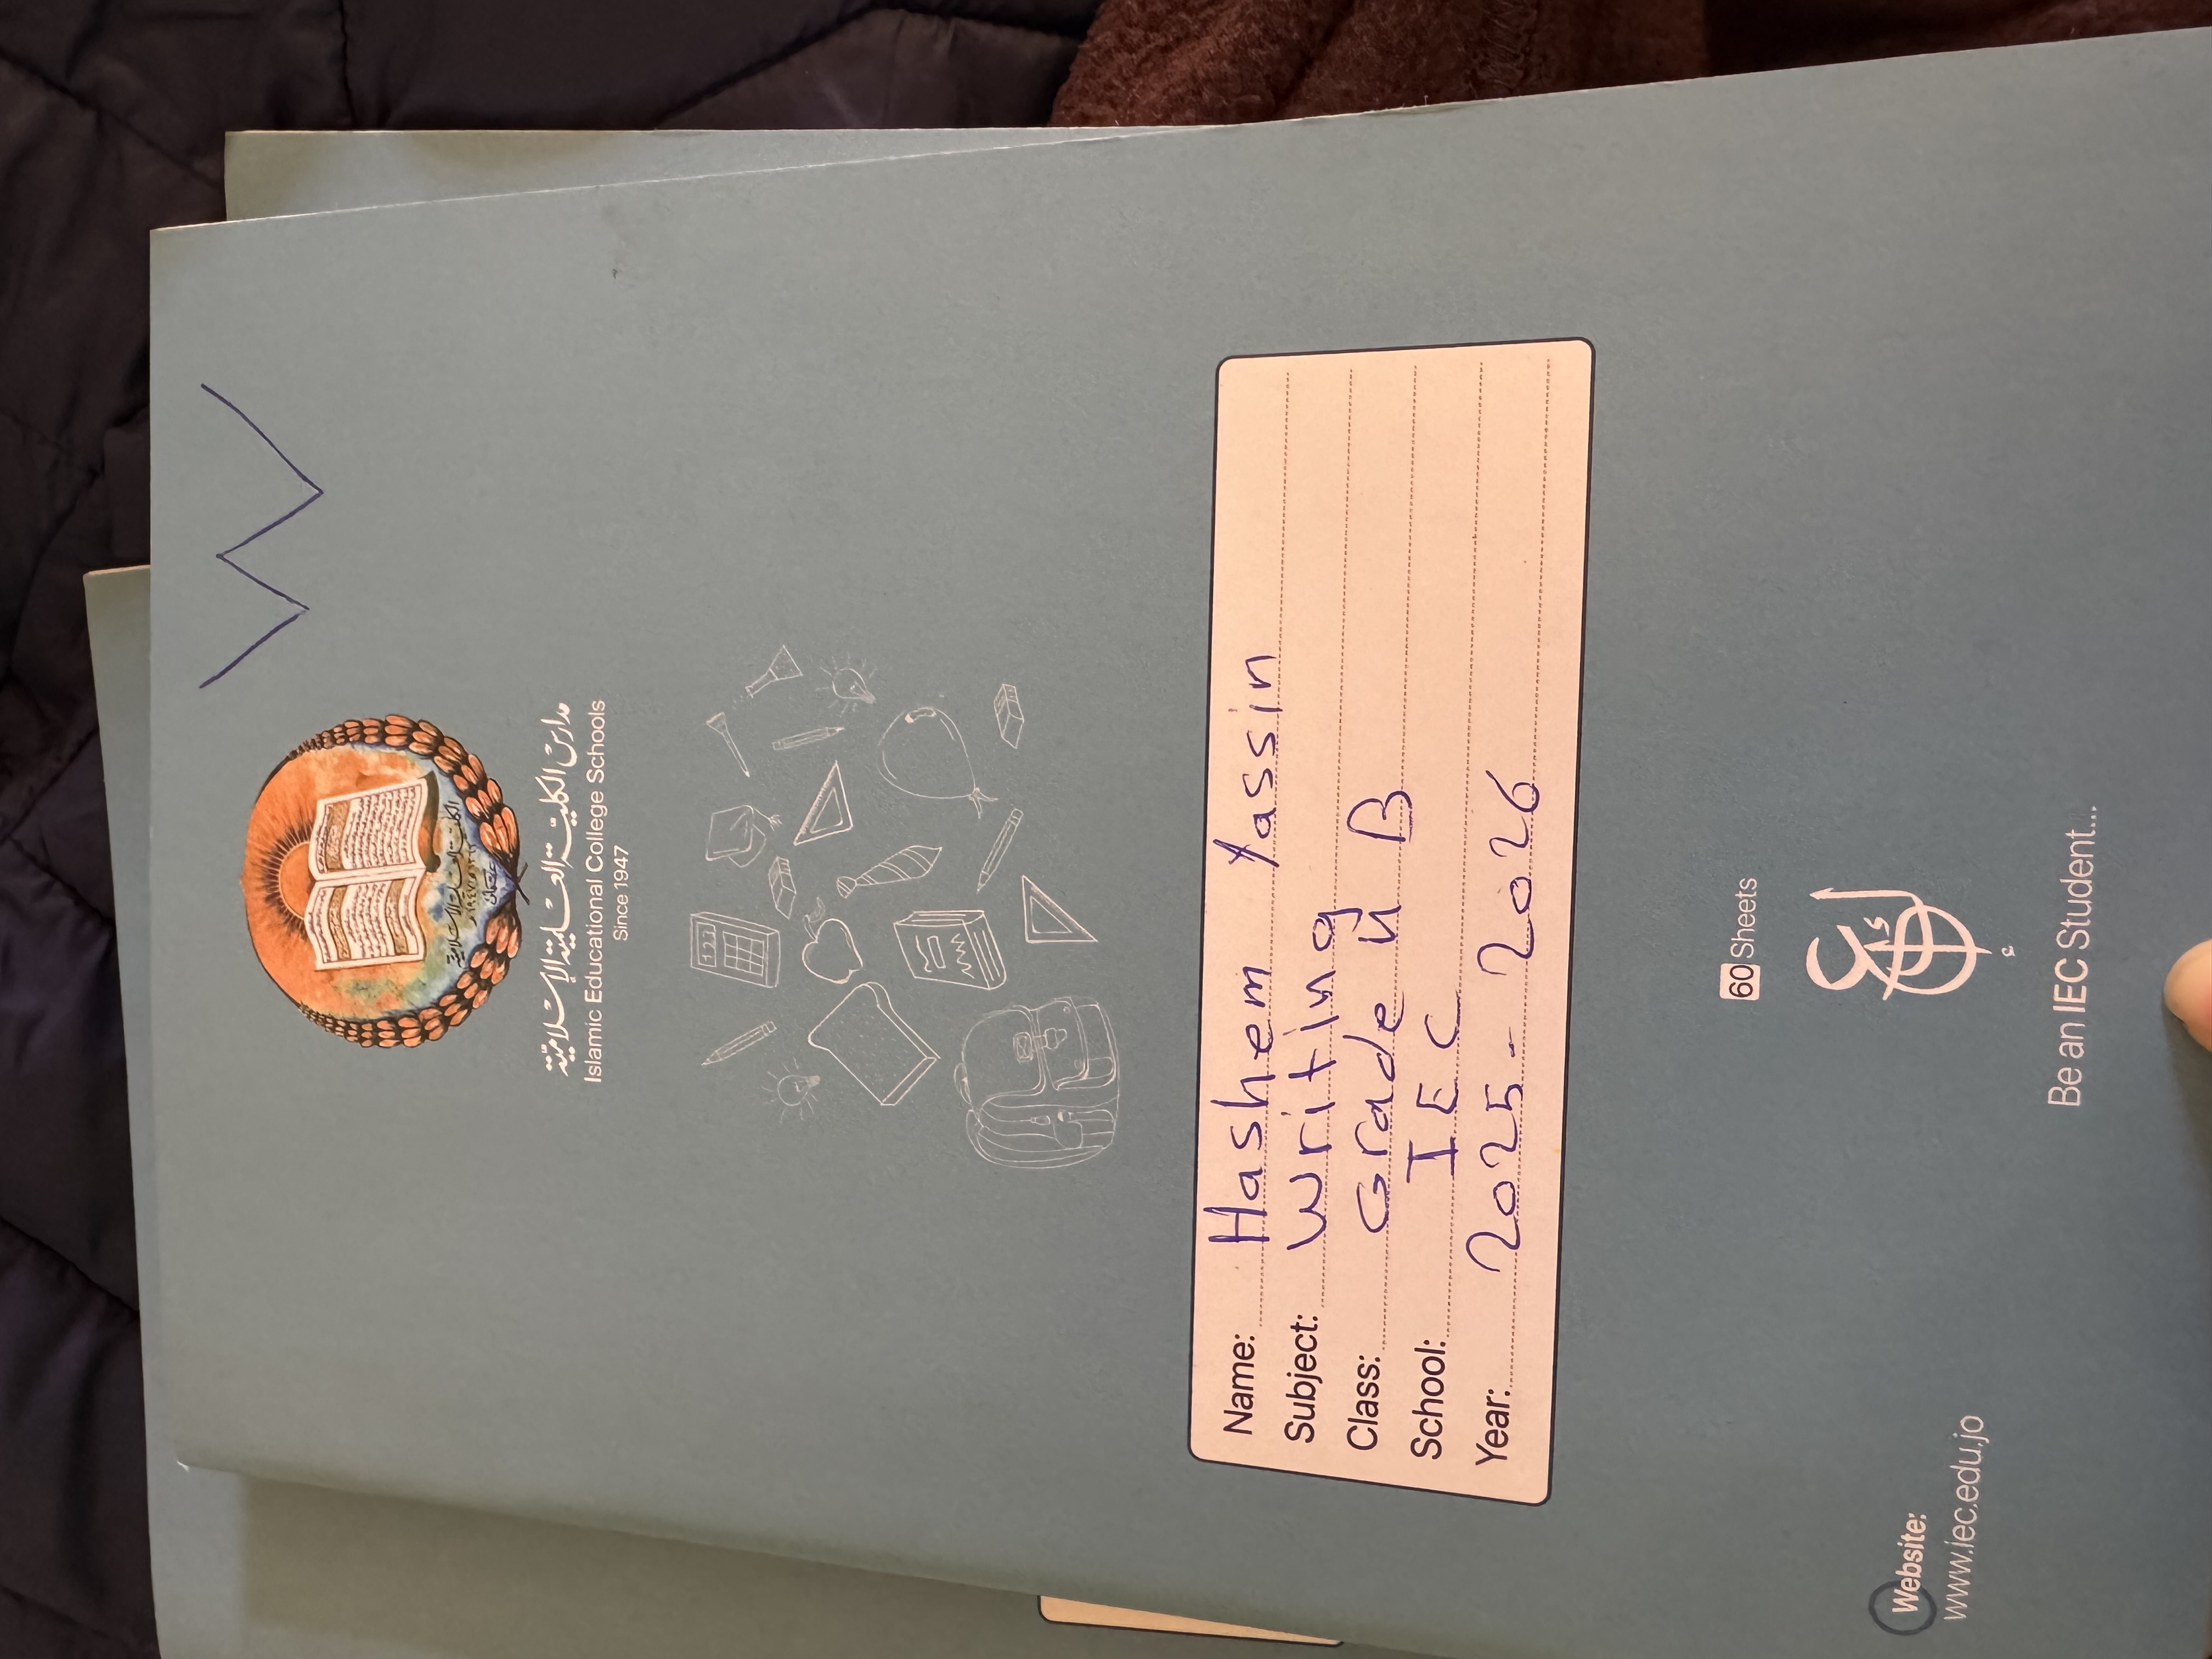 W
مدارس الكلية العلمية الإسلامية
Islamic Educational College Schools
Since 1947
Name: Hashem Yassin
Subject: writing
Class: Grade 4 B
School: IEC
Year: 2025 - 2026
60 Sheets
Website:
www.iec.edu.jo
Be an IEC Student...